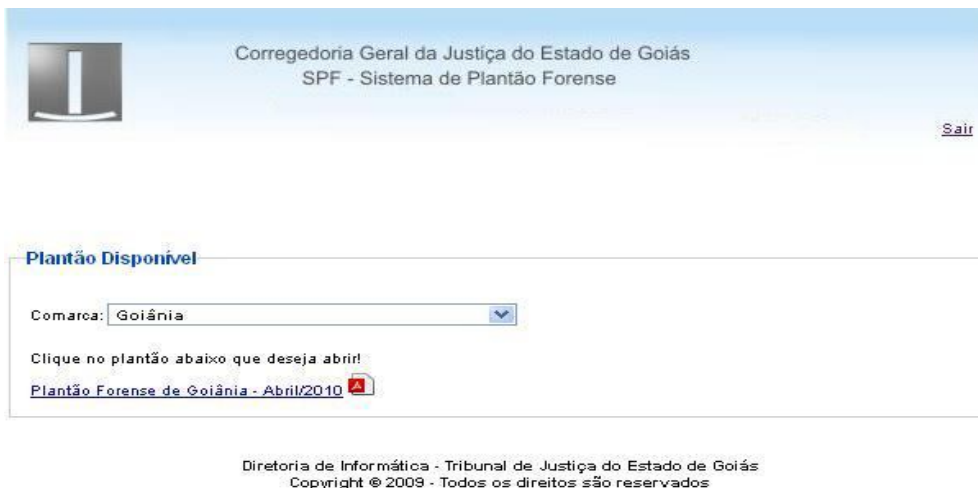 Corregedoria Geral da Justiça do Estado de Goiás
SPF - Sistema de Plantão Forense
Sair
Plantão Disponível
Comarca: Goiânia
Clique no plantão abaixo que deseja abrir!
Plantão Forense de Goiânia - Abril/2010
Diretoria de Informática - Tribunal de Justiça do Estado de Goiás
Copyright © 2009 - Todos os direitos são reservados